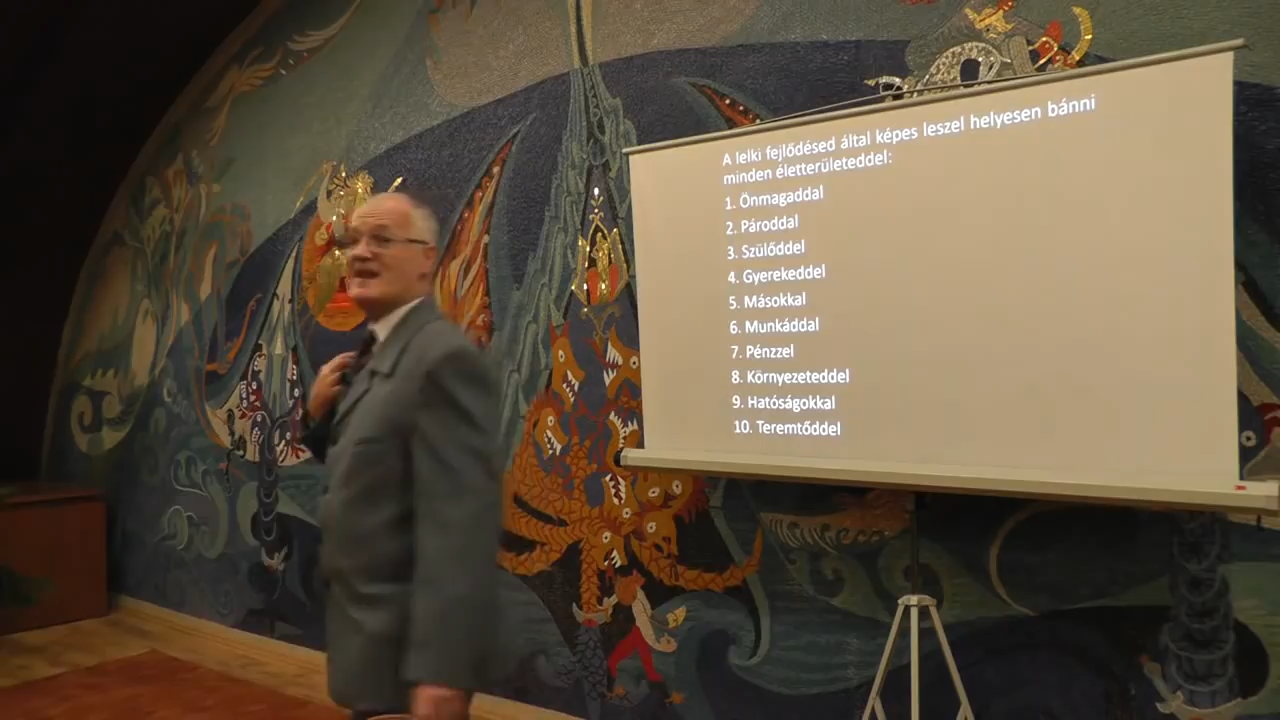 A lelki fejlődésed által képes leszel helyesen bánni
minden életterületeddel:
1. Önmagaddal
2. Pároddal
3. Szülőddel
4. Gyerekeddel
5. Másokkal
6. Munkáddal
7. Pénzzel
8. Környezeteddel
9. Hatóságokkal
10. Teremtőddel